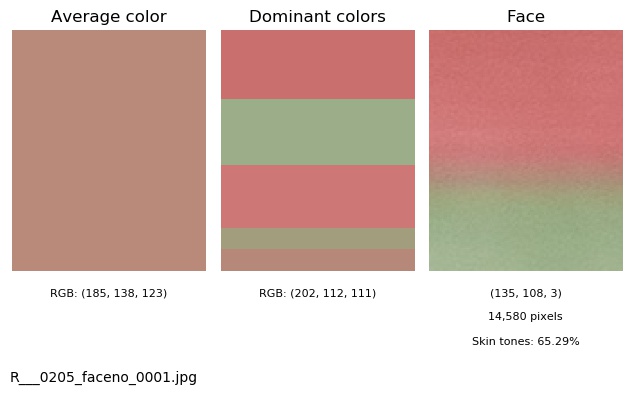 Average color
Dominant colors
Face
RGB: (185, 138, 123)
RGB: (202, 112, 111)
(135, 108, 3)
14,580 pixels
Skin tones: 65.29%
R___0205_faceno_0001.jpg